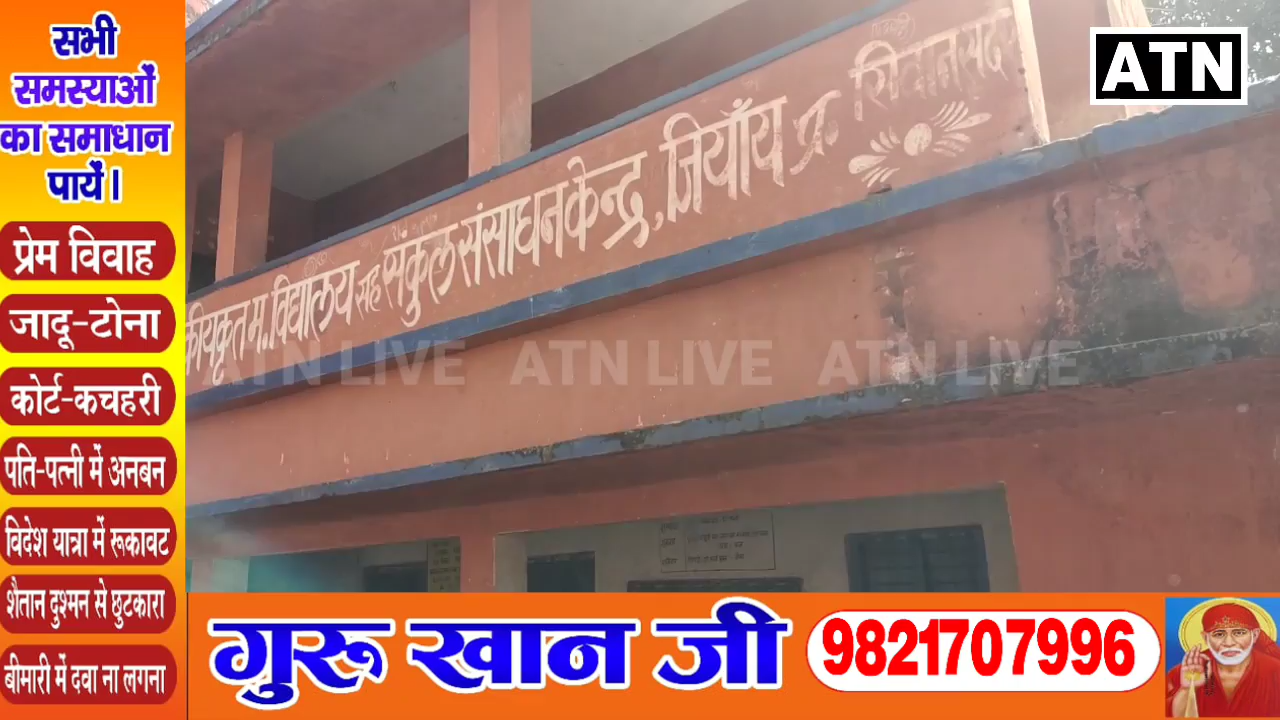 सभी
समस्याओं
का समाधान
पायें।
प्रेम विवाह
जादू-टोना
कोर्ट-कचहरी
पति-पत्नी में अनबन
विदेश यात्रा में रूकावट
शैतान दुश्मन से छुटकारा
बीमारी में दवा ना लगना
ATN
कीयकृत म. विद्यालय सह संकुल संसाधन केन्द्र, जियाँय प्र॰ सिवान सदर
ATN LIVE ATN LIVE ATN LIVE
गुरू खान जी 9821707996